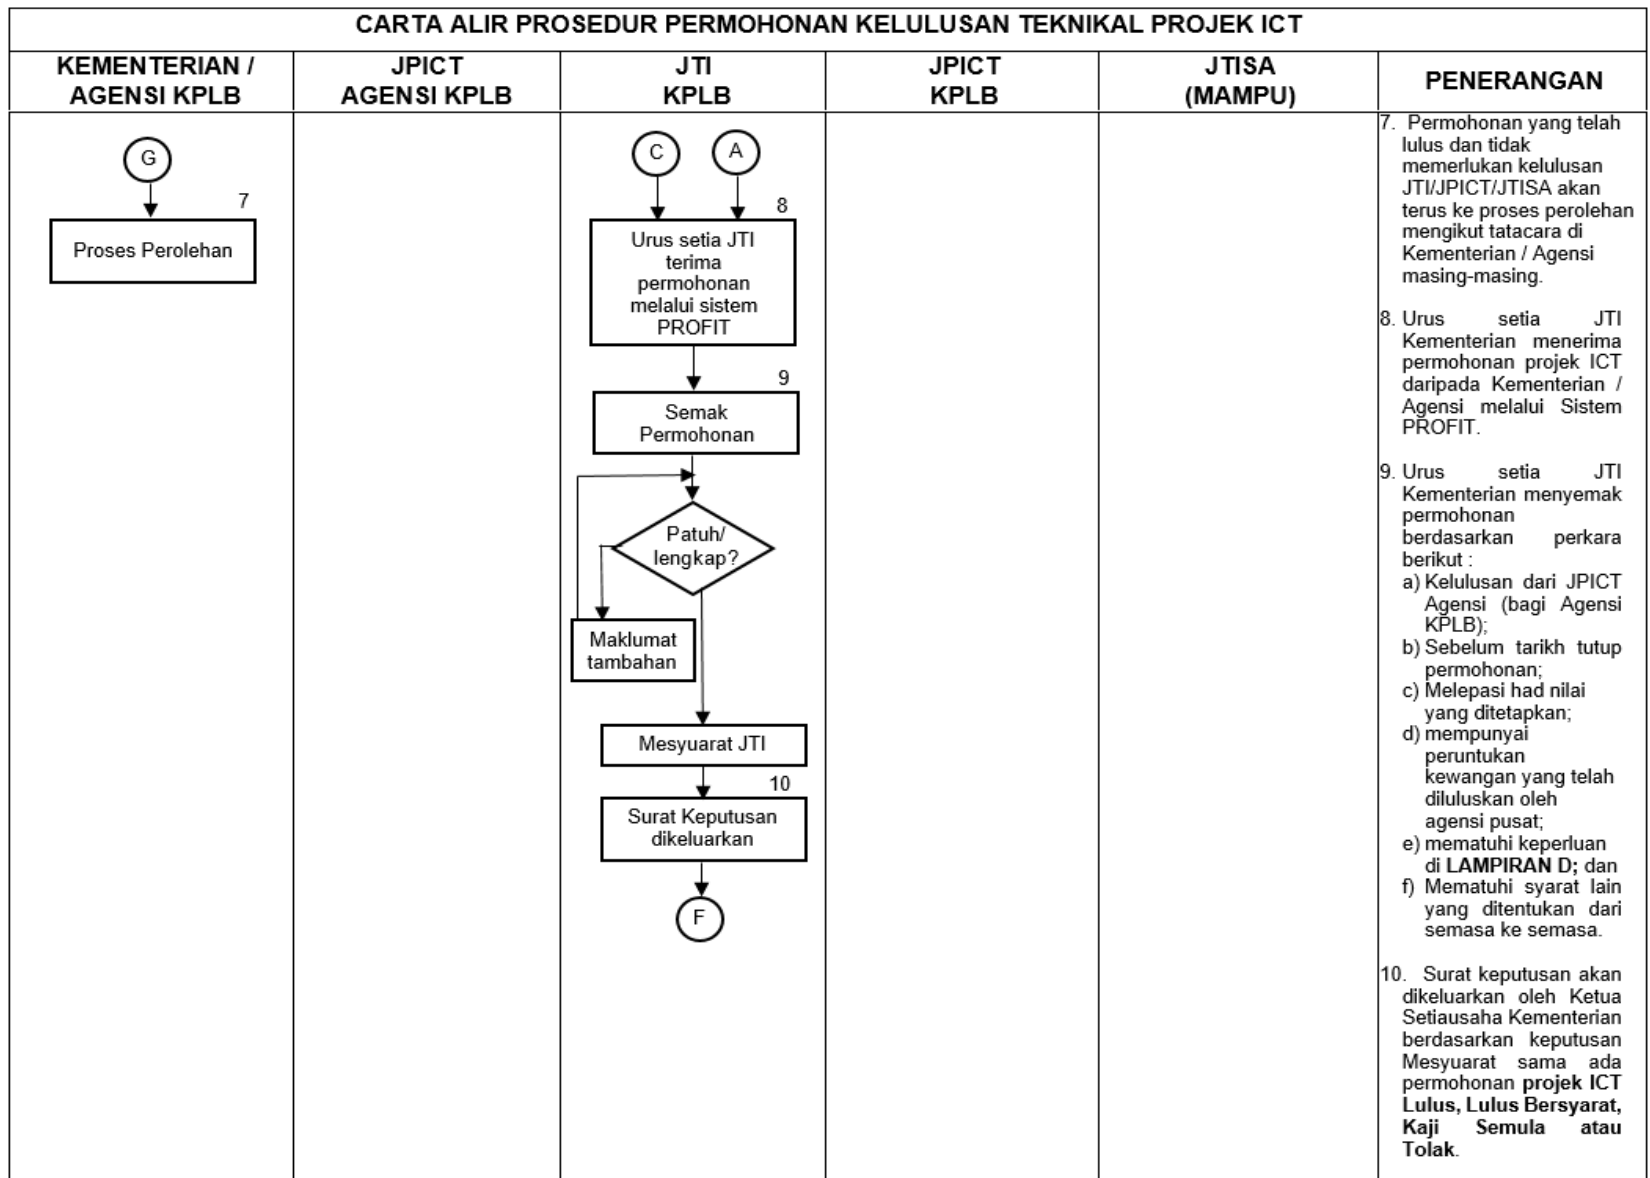 CARTA ALIR PROSEDUR PERMOHONAN KELULUSAN TEKNIKAL PROJEK ICT
KEMENTERIAN /
AGENSI KPLB
JPICT
AGENSI KPLB
JTI
KPLB
JPICT
KPLB
JTISA
(MAMPU)
PENERANGAN
G
7
Proses Perolehan
C
A
8
Urus setia JTI
terima
permohonan
melalui sistem
PROFIT
9
Semak
Permohonan
Patuh/
lengkap?
Maklumat
tambahan
Mesyuarat JTI
10
Surat Keputusan
dikeluarkan
F
7. Permohonan yang telah
lulus dan tidak
memerlukan kelulusan
JTI/JPICT/JTISA akan
terus ke proses perolehan
mengikut tatacara di
Kementerian / Agensi
masing-masing.
8. Urus setia JTI
Kementerian menerima
permohonan projek ICT
daripada Kementerian /
Agensi melalui Sistem
PROFIT.
9. Urus setia JTI
Kementerian menyemak
permohonan
berdasarkan perkara
berikut :
a) Kelulusan dari JPICT
Agensi (bagi Agensi
KPLB);
b) Sebelum tarikh tutup
permohonan;
c) Melepasi had nilai
yang ditetapkan;
d) mempunyai
peruntukan
kewangan yang telah
diluluskan oleh
agensi pusat;
e) mematuhi keperluan
di LAMPIRAN D; dan
f) Mematuhi syarat lain
yang ditentukan dari
semasa ke semasa.
10. Surat keputusan akan
dikeluarkan oleh Ketua
Setiausaha Kementerian
berdasarkan keputusan
Mesyuarat sama ada
permohonan projek ICT
Lulus, Lulus Bersyarat,
Kaji Semula atau
Tolak.